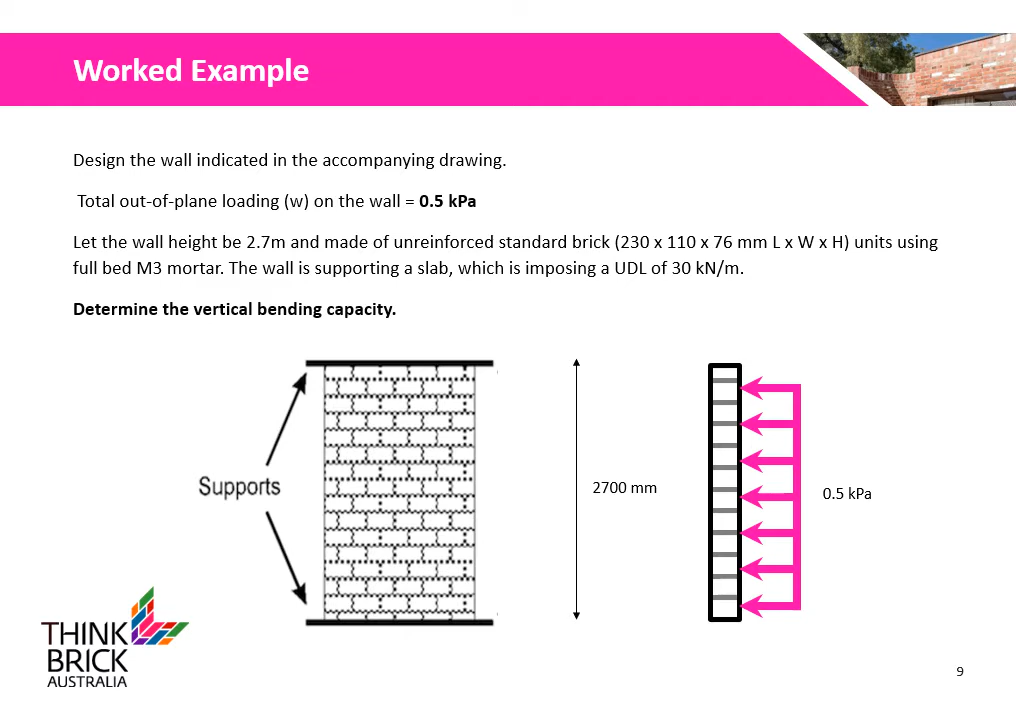 Worked Example
Design the wall indicated in the accompanying drawing.
Total out-of-plane loading (w) on the wall = 0.5 kPa
Let the wall height be 2.7m and made of unreinforced standard brick (230 x 110 x 76 mm L x W x H) units using
full bed M3 mortar. The wall is supporting a slab, which is imposing a UDL of 30 kN/m.
Determine the vertical bending capacity.
Supports
2700 mm
0.5 kPa
THINK
BRICK
AUSTRALIA
9